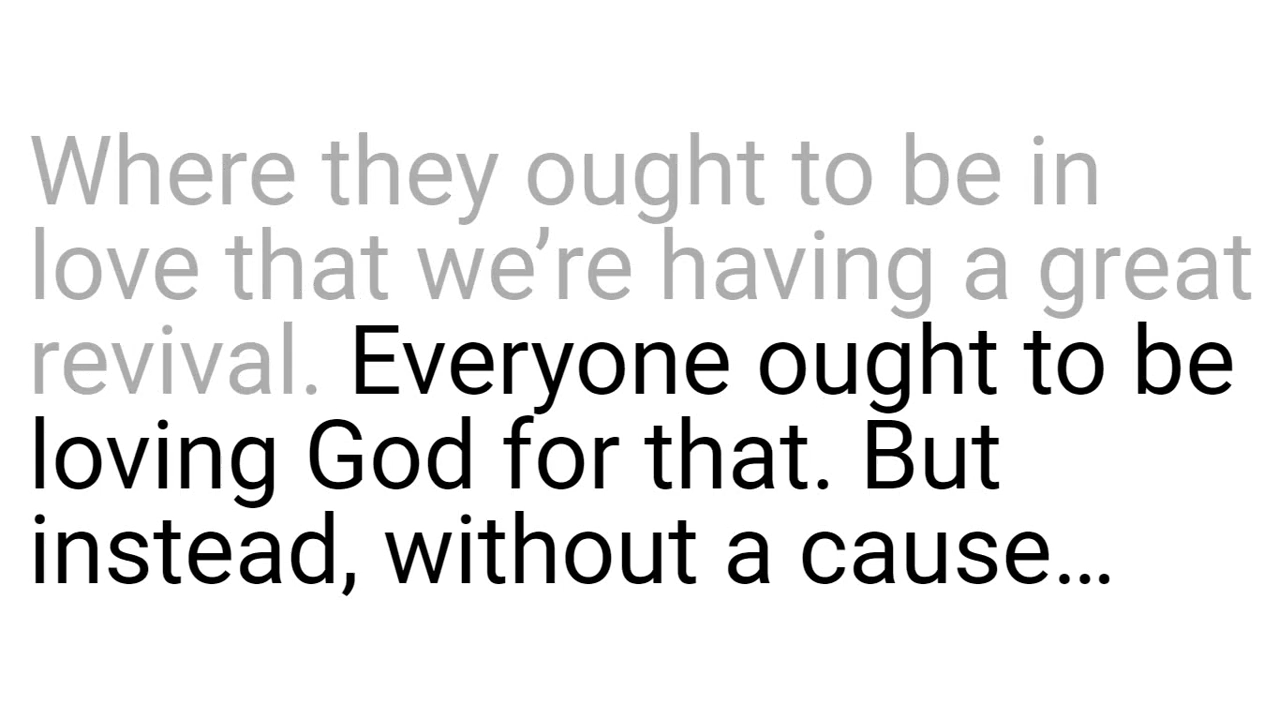 Where they ought to be in
love that we’re having a great
revival. Everyone ought to be
loving God for that. But
instead, without a cause…